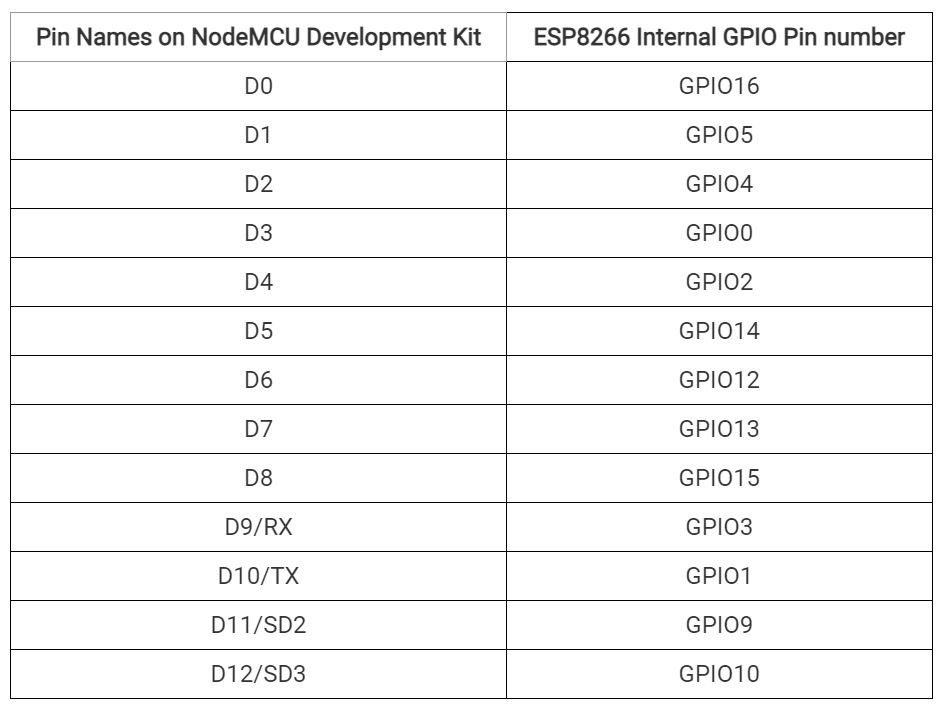 Pin Names on NodeMCU Development Kit ESP8266 Internal GPIO Pin number
D0 GPIO16
D1 GPIO5
D2 GPIO4
D3 GPIO0
D4 GPIO2
D5 GPIO14
D6 GPIO12
D7 GPIO13
D8 GPIO15
D9/RX GPIO3
D10/TX GPIO1
D11/SD2 GPIO9
D12/SD3 GPIO10